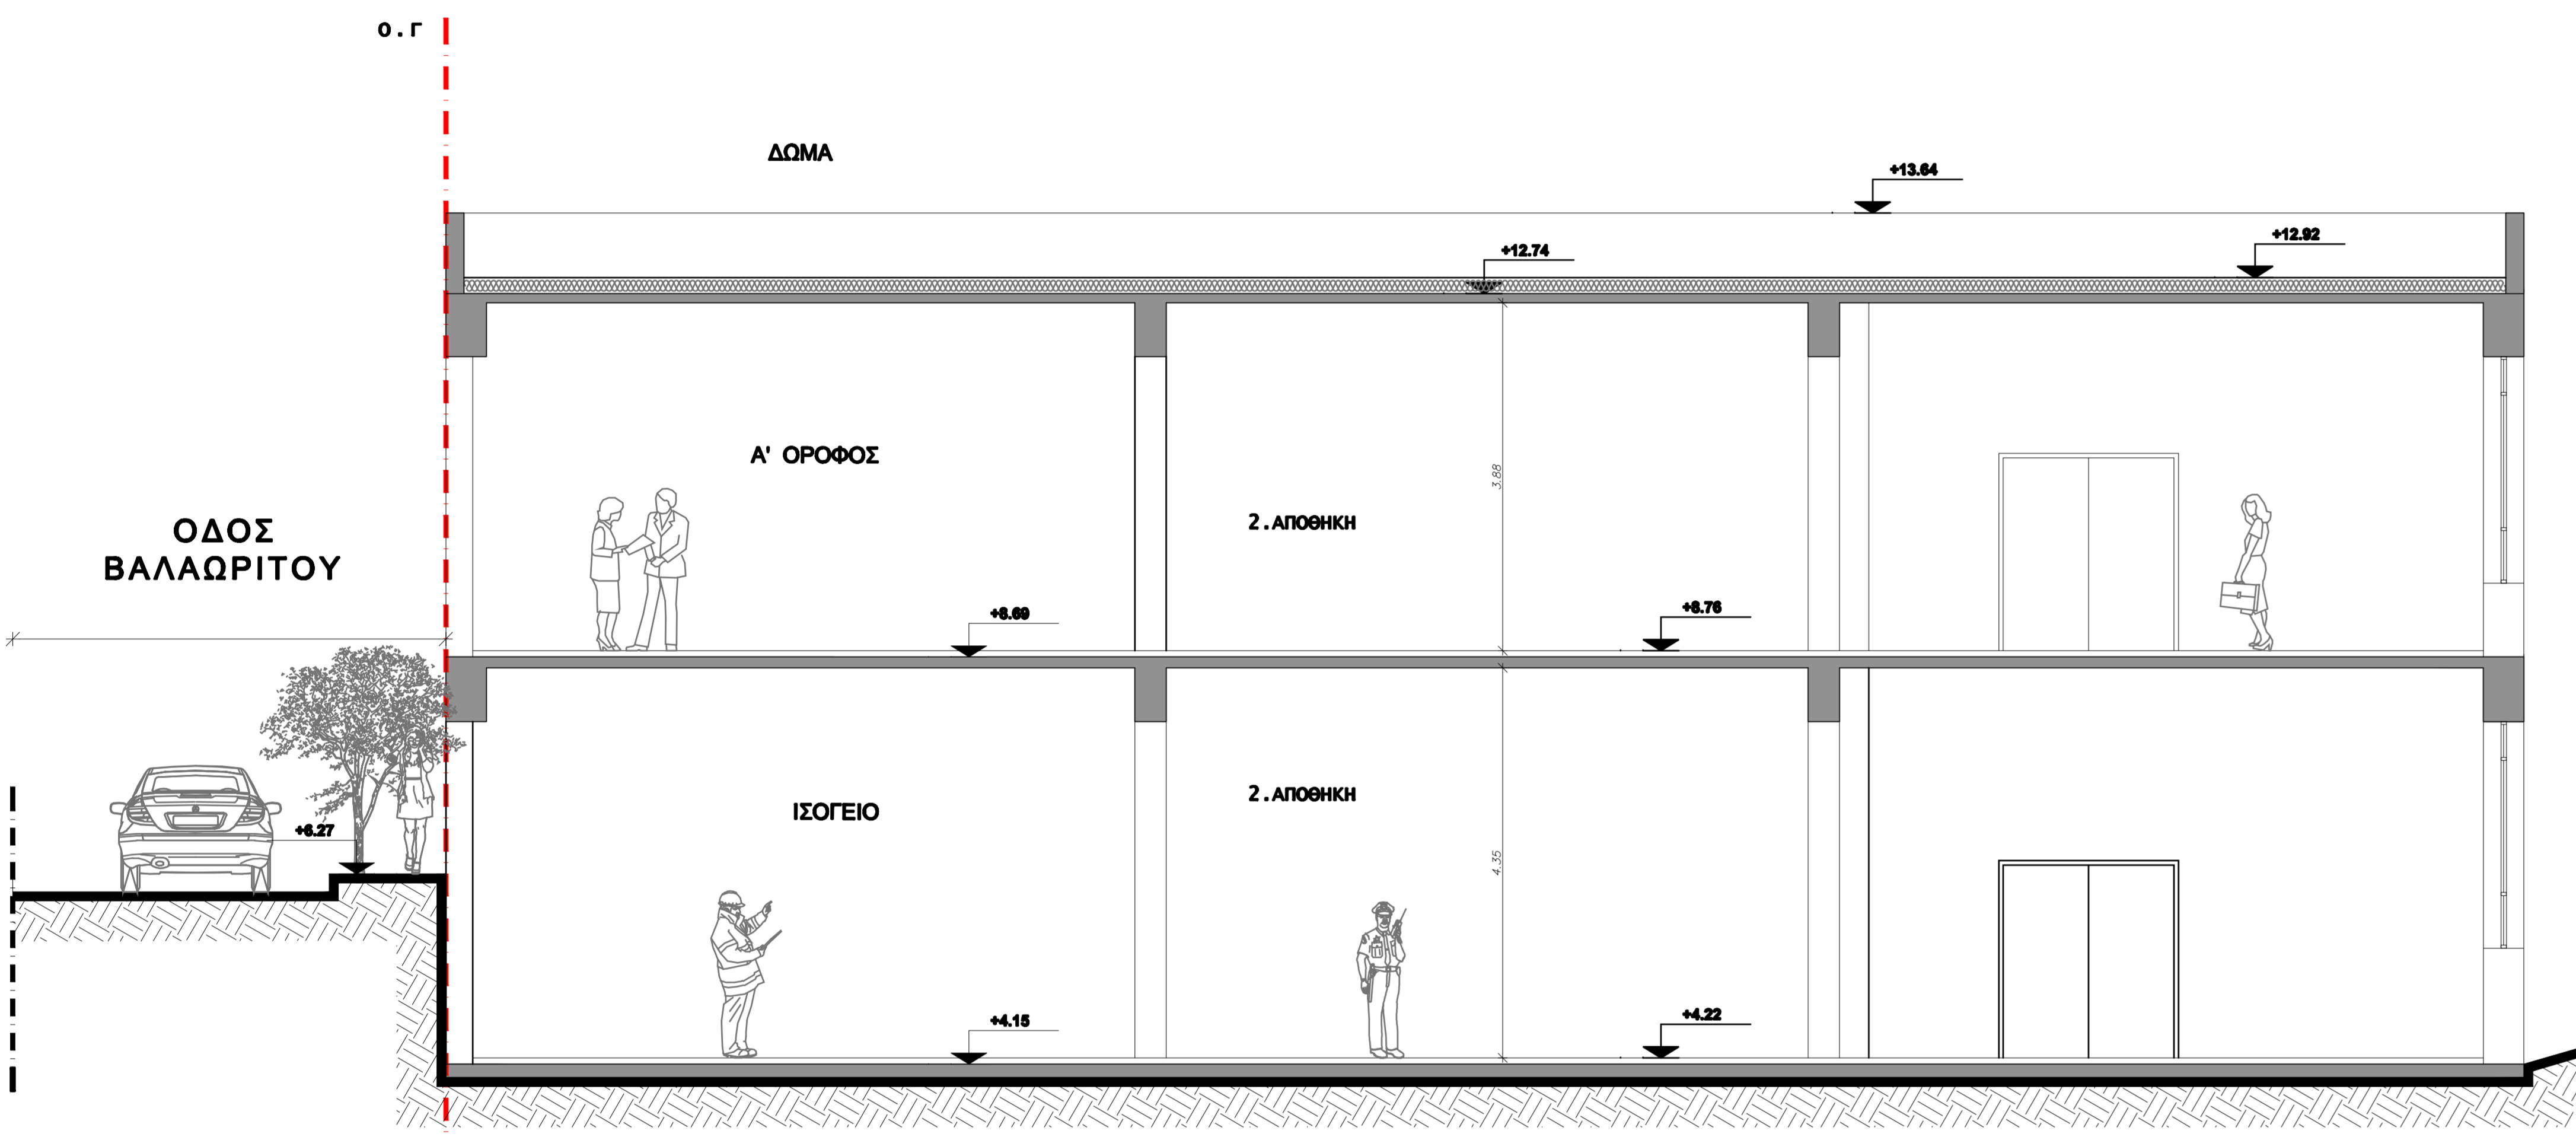 ο.Γ
ΔΩΜΑ
+13.64
+12.74
+12.92
Α' ΟΡΟΦΟΣ
3.88
2.ΑΠΟΘΗΚΗ
ΟΔΟΣ
ΒΑΛΑΩΡΙΤΟΥ
+8.69
+8.76
ΙΣΟΓΕΙΟ
2.ΑΠΟΘΗΚΗ
+6.27
4.35
+4.15
+4.22